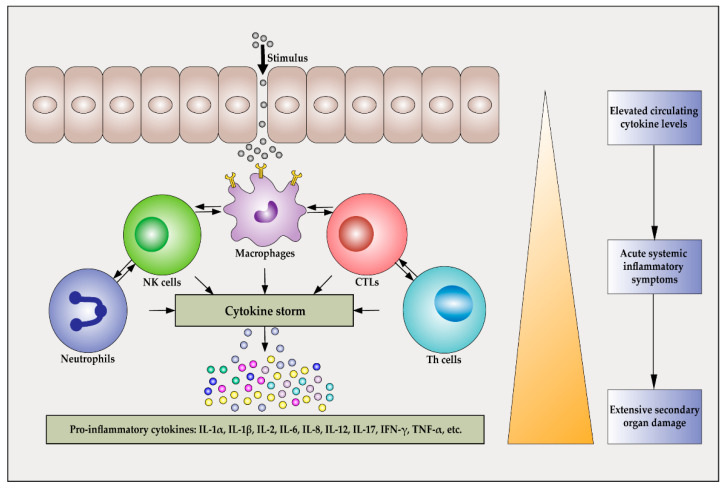 Stimulus
Elevated circulating
cytokine levels
Macrophages
NK cells
CTLs
Acute systemic
inflammatory
symptoms
Cytokine storm
Neutrophils
Th cells
Extensive secondary
organ damage
Pro-inflammatory cytokines: IL-1α, IL-1β, IL-2, IL-6, IL-8, IL-12, IL-17, IFN-γ, TNF-α, etc.